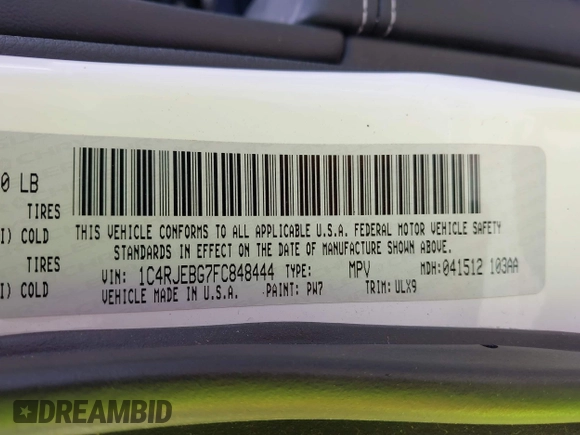 0 LB
TIRES
I) COLD
TIRES
I) COLD
THIS VEHICLE CONFORMS TO ALL APPLICABLE U.S.A. FEDERAL MOTOR VEHICLE SAFETY
STANDARDS IN EFFECT ON THE DATE OF MANUFACTURE SHOWN ABOVE.
VIN: 1C4RJEBG7FC848444 TYPE: MPV MDH:041512 103AA
VEHICLE MADE IN U.S.A. PAINT: PW7 TRIM: ULX9
DREAMBID